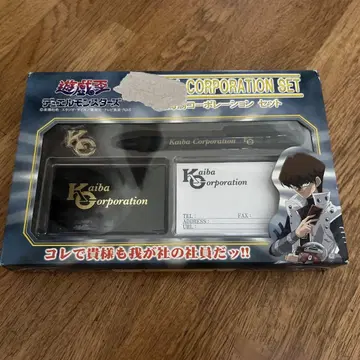 遊戯王
デュエルモンスターズ
CORPORATION SET
コーポレーション セット
KC
Kaiba Corporation
KC
Kaiba
Corporation
Kaiba
Corporation
TEL
FAX
ADDRESS
URL
コレで貴様も我が社の社員だッ!!